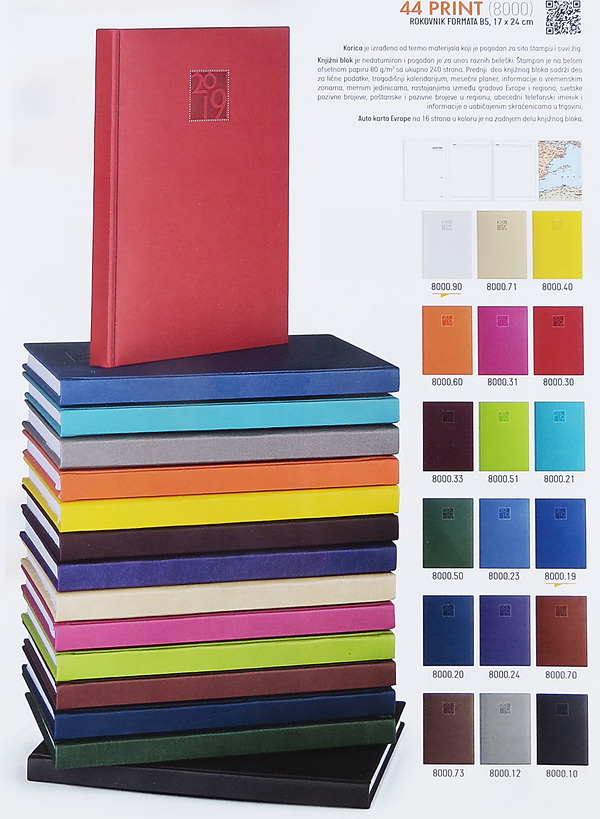 44 PRINT (8000)
ROKOVNIK FORMATA B5, 17 x 24 cm
Korica je izrađena od termo materijala koji je pogodan za sito štampu i suvi žig.
Knjižni blok je nedatumiran i pogodan je za unos raznih beleški. Štampan je na belom
ofsetnom papiru 80 g/m² sa ukupno 240 strana. Prednji deo knjižnog bloka sadrži deo
za lične podatke, trogodišnji kalendarijum, mesečni planer, informacije o vremenskim
zonama, mernim jedinicama, rastojanjima između gradova Evrope i regiona, svetske
pozivne brojeve, poštanske i pozivne brojeve u regionu, abecedni telefonski imenik i
informacije o uobičajenim skraćenicama u trgovini.
Auto karta Evrope na 16 strana u koloru je na zadnjem delu knjižnog bloka.
2019
8000.90 8000.71 8000.40
8000.60 8000.31 8000.30
8000.33 8000.51 8000.21
8000.50 8000.23 8000.19
8000.20 8000.24 8000.70
8000.73 8000.12 8000.10